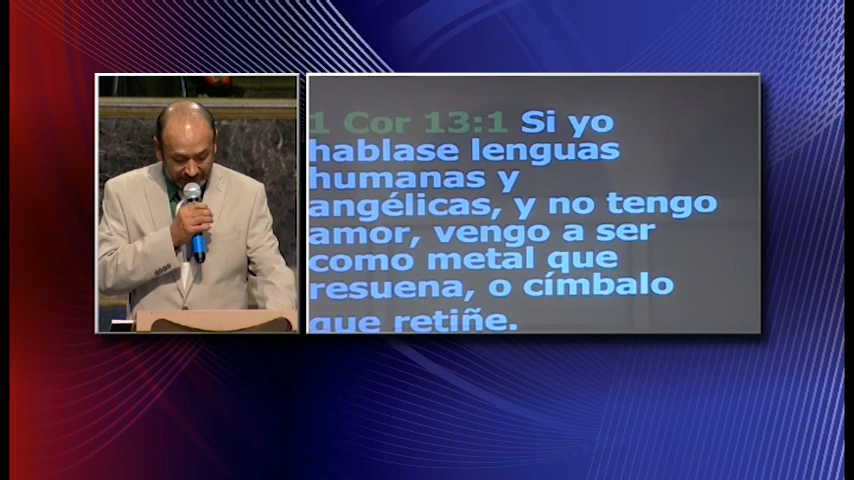 1 Cor 13:1 Si yo
hablase lenguas
humanas y
angélicas, y no tengo
amor, vengo a ser
como metal que
resuena, o címbalo
que retiñe.